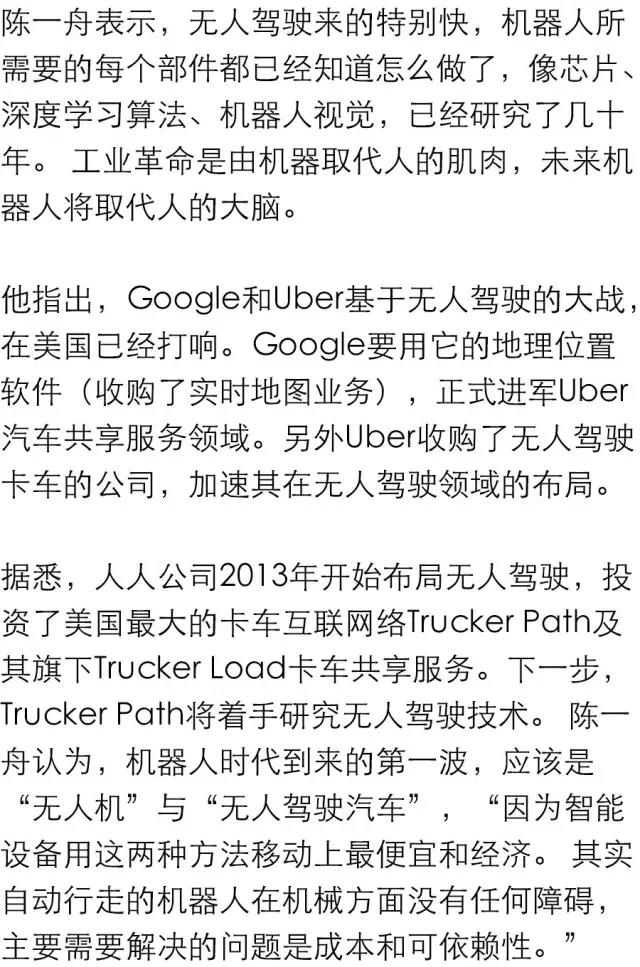 陈一舟表示，无人驾驶来的特别快，机器人所
需要的每个部件都已经知道怎么做了，像芯片、
深度学习算法、机器人视觉，已经研究了几十
年。 工业革命是由机器取代人的肌肉，未来机
器人将取代人的大脑。
他指出，Google和Uber基于无人驾驶的大战，
在美国已经打响。Google要用它的地理位置
软件（收购了实时地图业务），正式进军Uber
汽车共享服务领域。另外Uber收购了无人驾驶
卡车的公司，加速其在无人驾驶领域的布局。
据悉，人人公司2013年开始布局无人驾驶，投
资了美国最大的卡车互联网络Trucker Path及
其旗下Trucker Load卡车共享服务。下一步，
Trucker Path将着手研究无人驾驶技术。 陈一
舟认为，机器人时代到来的第一波，应该是
“无人机”与“无人驾驶汽车”，“因为智能
设备用这两种方法移动上最便宜和经济。 其实
自动行走的机器人在机械方面没有任何障碍，
主要需要解决的问题是成本和可依赖性。”